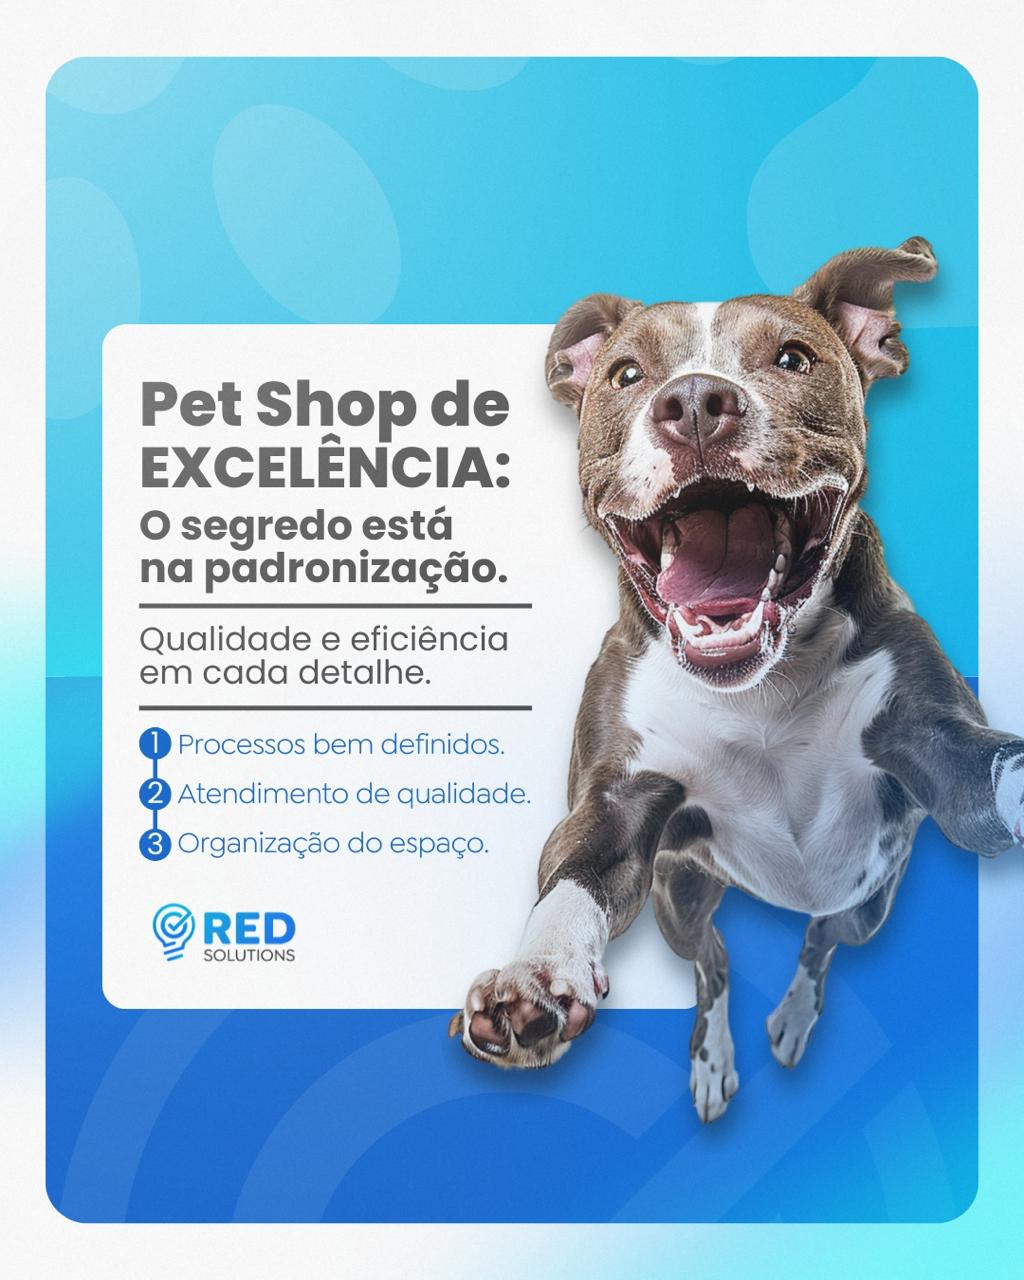 Pet Shop de
EXCELÊNCIA:
O segredo está
na padronização.
Qualidade e eficiência
em cada detalhe.
1 Processos bem definidos.
2 Atendimento de qualidade.
3 Organização do espaço.
RED
SOLUTIONS